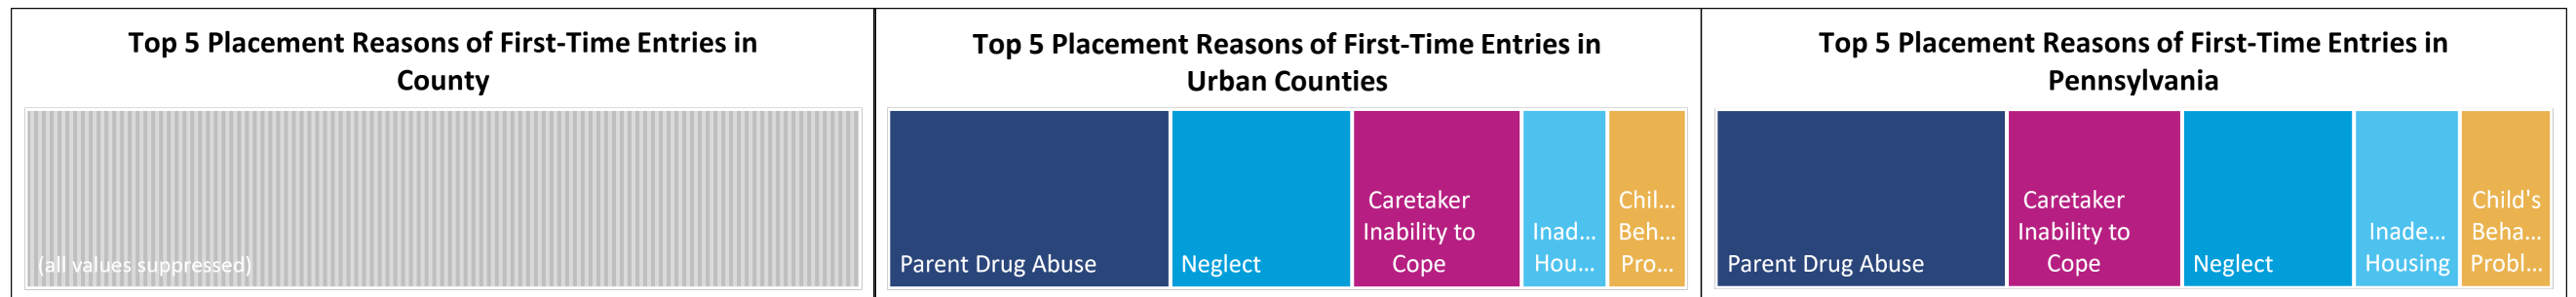 Top 5 Placement Reasons of First-Time Entries in
County
(all values suppressed)
Top 5 Placement Reasons of First-Time Entries in
Urban Counties
Parent Drug Abuse
Neglect
Caretaker
Inability to
Cope
Inad...
Hou...
Chil...
Beh...
Pro...
Top 5 Placement Reasons of First-Time Entries in
Pennsylvania
Parent Drug Abuse
Caretaker
Inability to
Cope
Neglect
Inade...
Housing
Child's
Beha...
Probl...